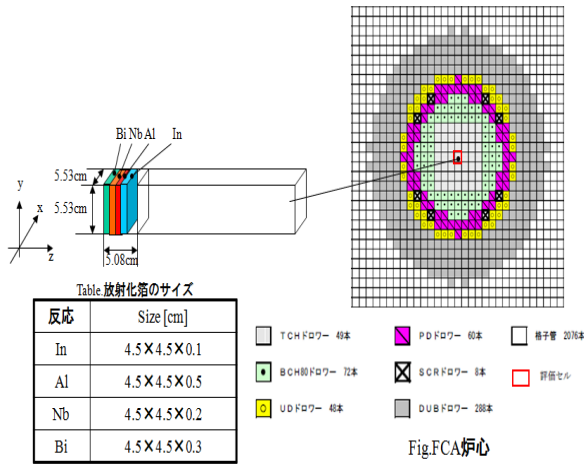 Bi Nb Al In
5.53cm
5.53cm
y
x
z
5.08cm
Table.放射化箔のサイズ
反応 Size [cm]
In 4.5×4.5×0.1
Al 4.5×4.5×0.5
Nb 4.5×4.5×0.2
Bi 4.5×4.5×0.3
TCHドロワー 49本
PDドロワー 60本
格子管 2076本
BCH80ドロワー 72本
SCRドロワー 8本
評価セル
UDドロワー 48本
DUBドロワー 288本
Fig.FCA炉心